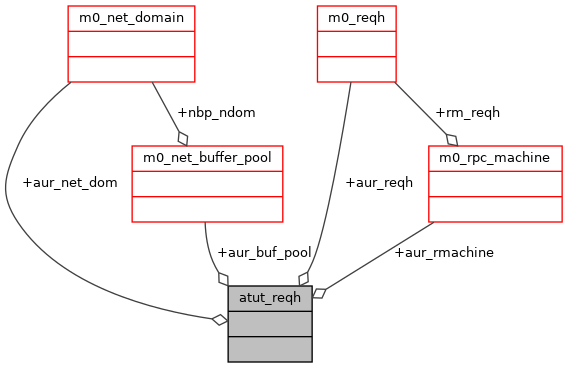 m0_net_domain
m0_reqh
+nbp_ndom
+rm_reqh
m0_net_buffer_pool
m0_rpc_machine
+aur_net_dom
+aur_reqh
+aur_buf_pool
+aur_rmachine
atut_reqh